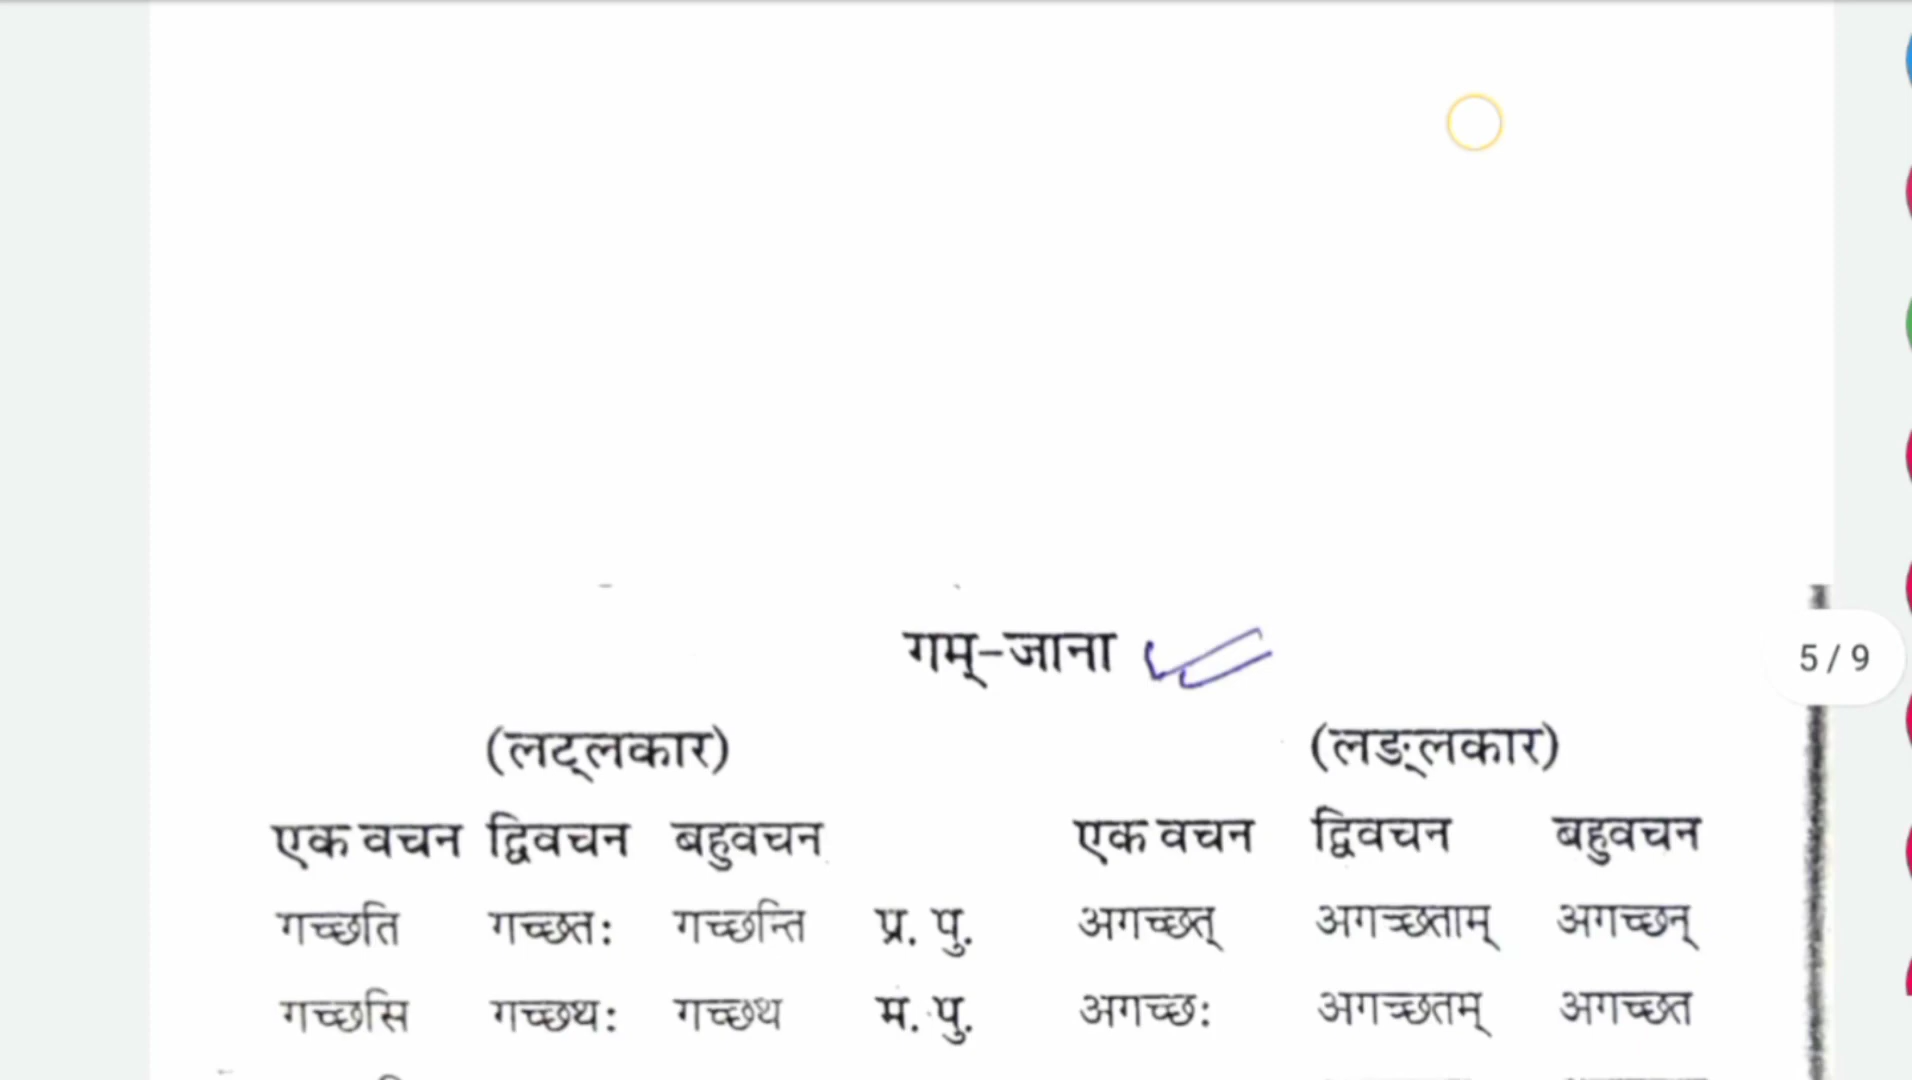 गम्-जाना
5 / 9
(लट्लकार) (लङ्लकार)
एक वचन द्विवचन बहुवचन एक वचन द्विवचन बहुवचन
गच्छति गच्छतः गच्छन्ति प्र. पु. अगच्छत् अगच्छताम् अगच्छन्
गच्छसि गच्छथः गच्छथ म. पु. अगच्छः अगच्छतम् अगच्छत